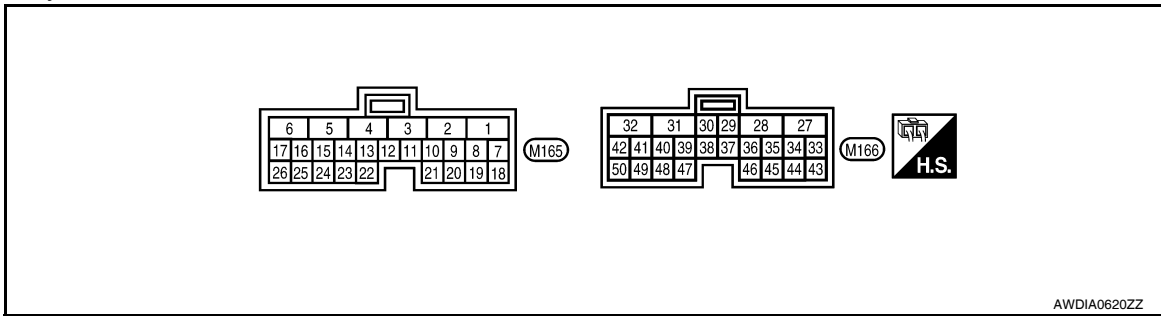 6 5 4 3 2 1
17 16 15 14 13 12 11 10 9 8 7 M165
26 25 24 23 22 21 20 19 18
32 31 30 29 28 27
42 41 40 39 38 37 36 35 34 33 M166
50 49 48 47 46 45 44 43
H.S.
AWDIA0620ZZ